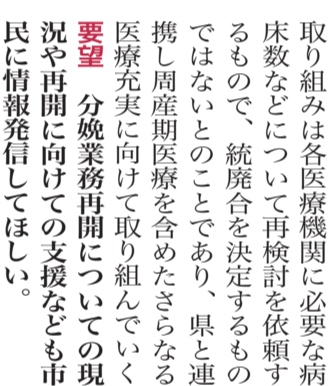 取り組みは各医療機関に必要な病
床数などについて再検討を依頼す
るもので、統廃合を決定するもの
ではないとのことであり、県と連
携し周産期医療を含めたさらなる
医療充実に向けて取り組んでいく
要望　分娩業務再開についての現
況や再開に向けての支援なども市
民に情報発信してほしい。